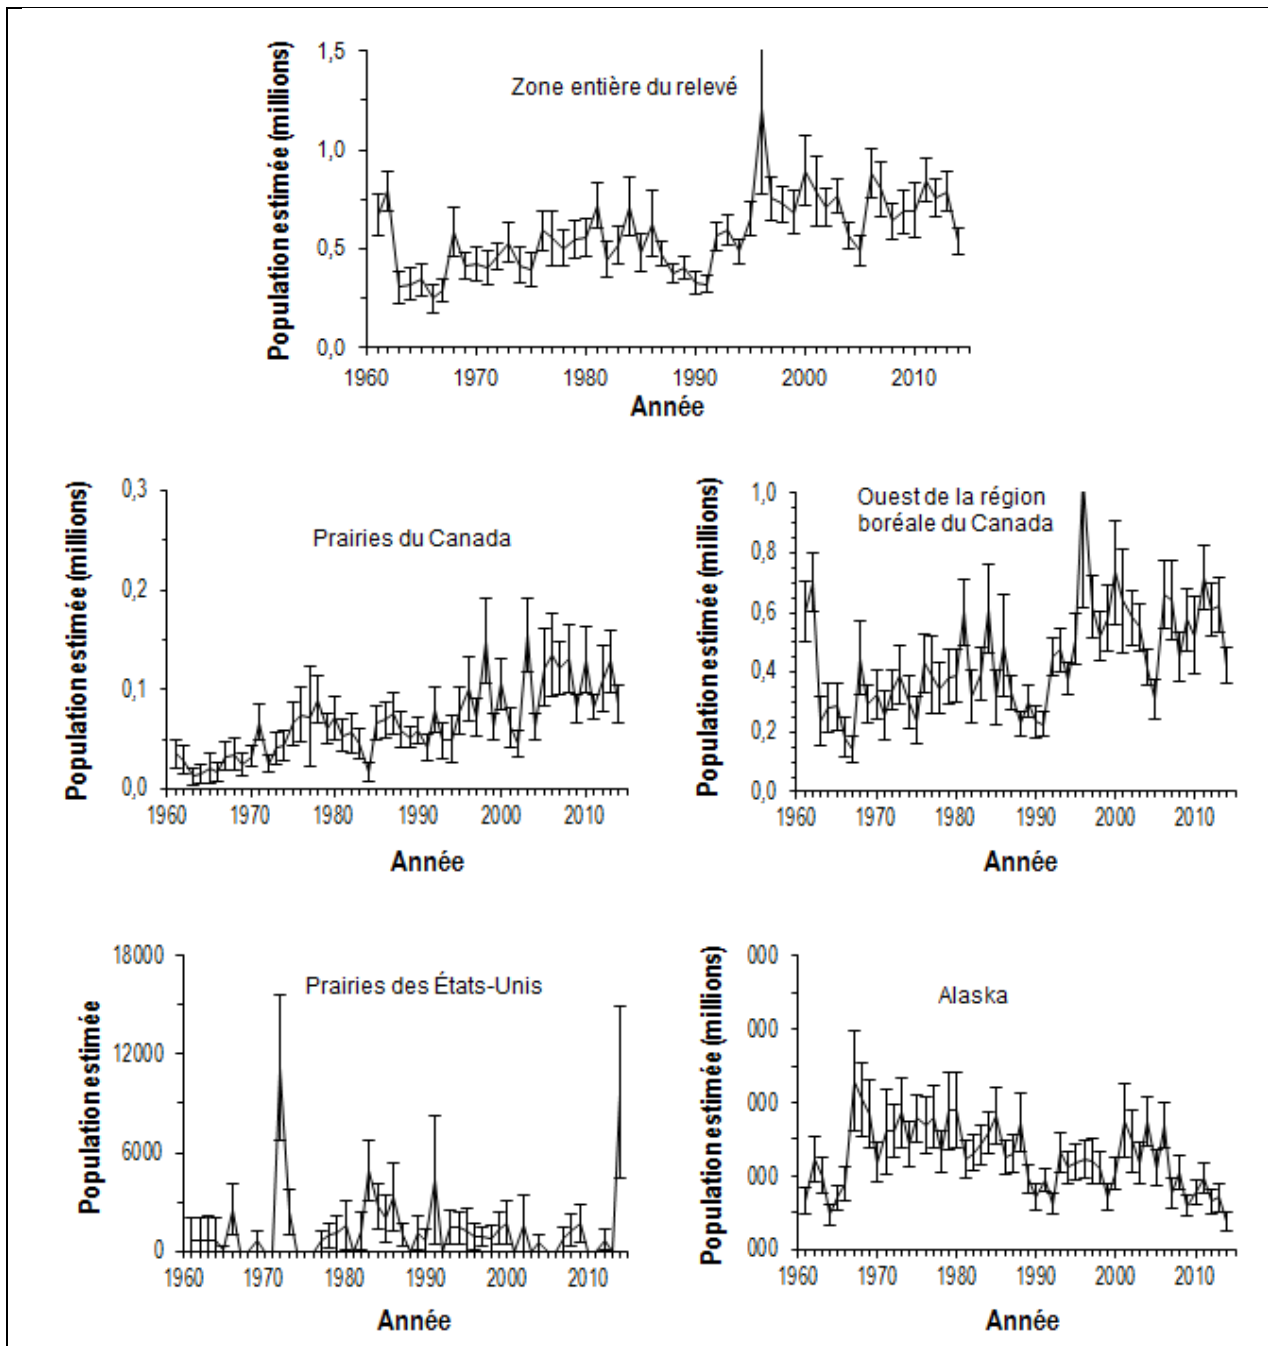 Zone entière du relevé
Population estimée (millions)
1,5
1,0
0,5
0,0
1960 1970 1980 1990 2000 2010
Année
Prairies du Canada
Population estimée (millions)
0,3
0,2
0,1
0,0
1960 1970 1980 1990 2000 2010
Année
Ouest de la région
boréale du Canada
Population estimée (millions)
1,0
0,8
0,6
0,4
0,2
0,0
1960 1970 1980 1990 2000 2010
Année
Prairies des États-Unis
Population estimée
18000
12000
6000
0
1960 1970 1980 1990 2000 2010
Année
Alaska
Population estimée (millions)
000
000
000
000
000
1960 1970 1980 1990 2000 2010
Année